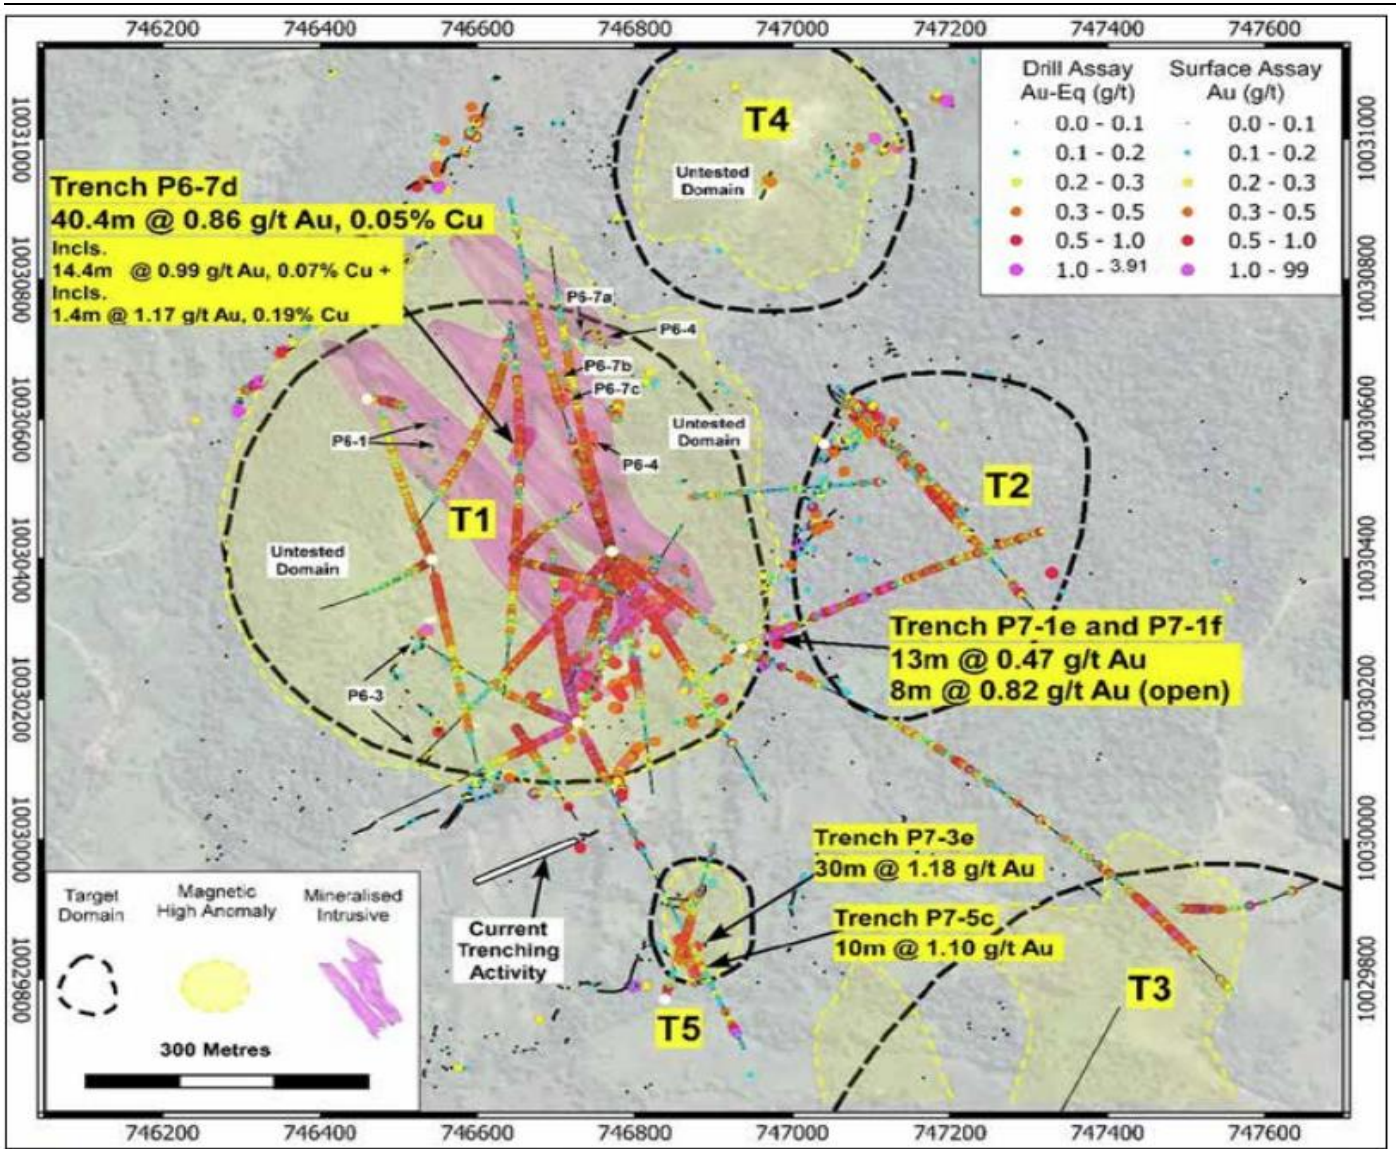 746200 746400 746600 746800 747000 747200 747400 747600
10031000
10030800
10030600
10030400
10030200
10030000
10029800
Drill Assay Au-Eq (g/t)
0.0 - 0.1
0.1 - 0.2
0.2 - 0.3
0.3 - 0.5
0.5 - 1.0
1.0 - 3.91
Surface Assay Au (g/t)
0.0 - 0.1
0.1 - 0.2
0.2 - 0.3
0.3 - 0.5
0.5 - 1.0
1.0 - 99
T4
Untested
Domain
Trench P6-7d
40.4m @ 0.86 g/t Au, 0.05% Cu
Incls.
14.4m @ 0.99 g/t Au, 0.07% Cu +
Incls.
1.4m @ 1.17 g/t Au, 0.19% Cu
P6-7a
P6-4
P6-7b
P6-7c
P6-1
Untested
Domain
P6-4
T2
T1
Untested
Domain
Trench P7-1e and P7-1f
13m @ 0.47 g/t Au
8m @ 0.82 g/t Au (open)
P6-3
Trench P7-3e
30m @ 1.18 g/t Au
Trench P7-5c
10m @ 1.10 g/t Au
Current
Trenching
Activity
T3
T5
Target
Domain
Magnetic
High Anomaly
Mineralised
Intrusive
300 Metres
10031000
10030800
10030600
10030400
10030200
10030000
10029800
746200 746400 746600 746800 747000 747200 747400 747600